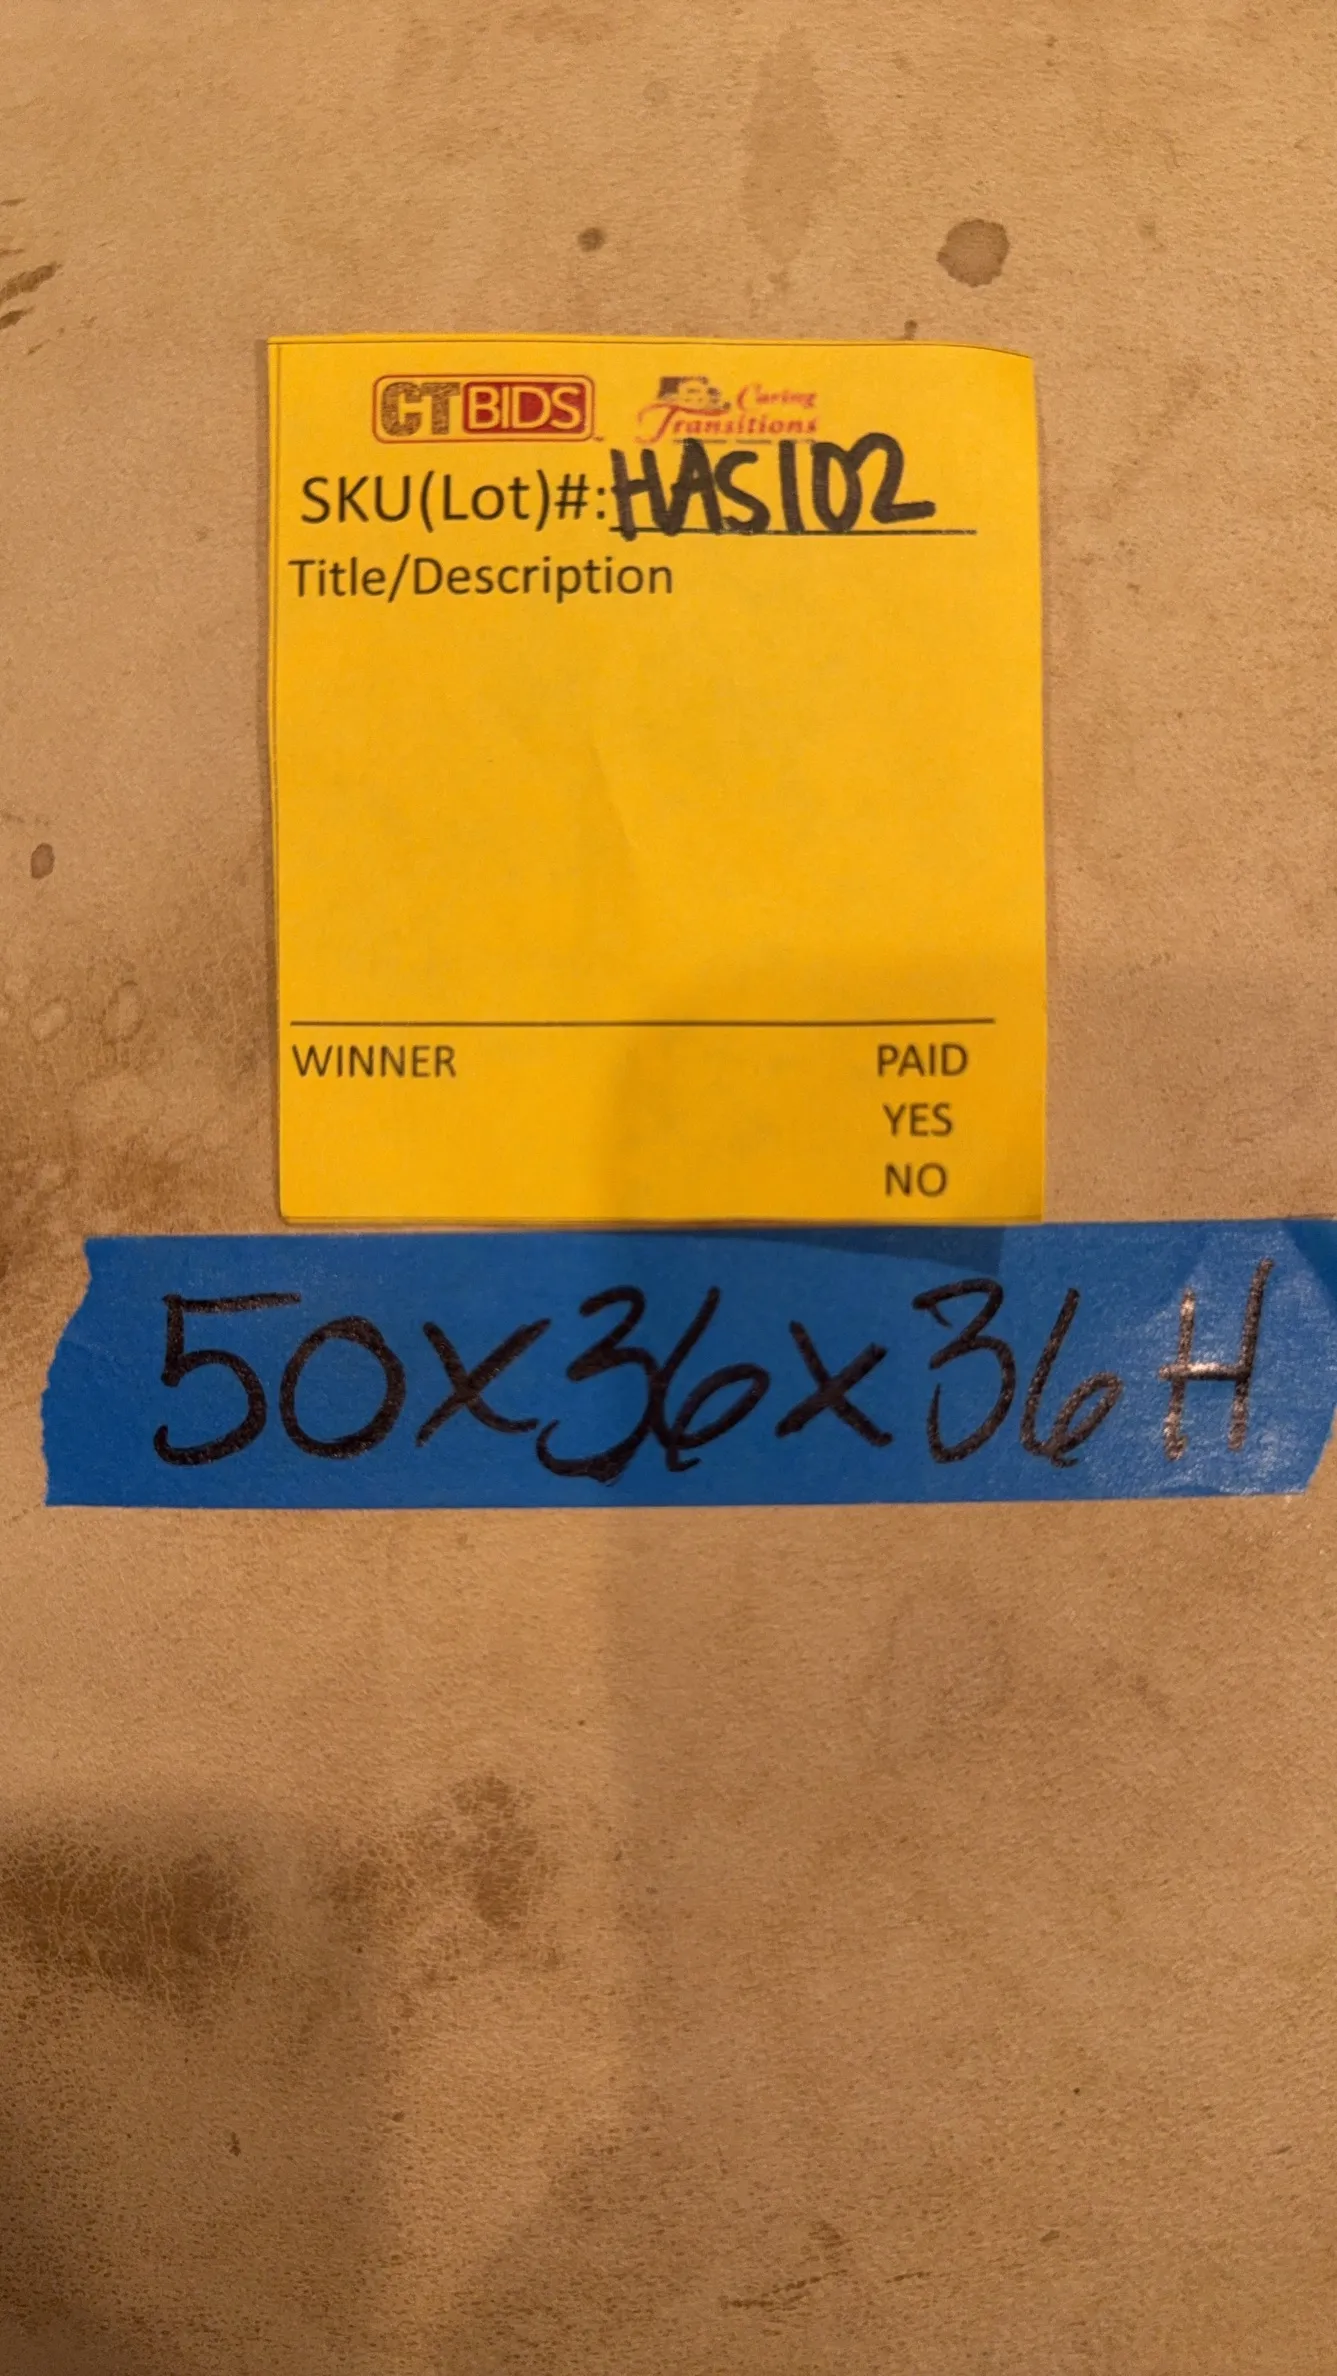 CTBIDS Caring Transitions
SKU(Lot)#: HAS102
Title/Description
WINNER PAID
YES
NO
50x36x36H